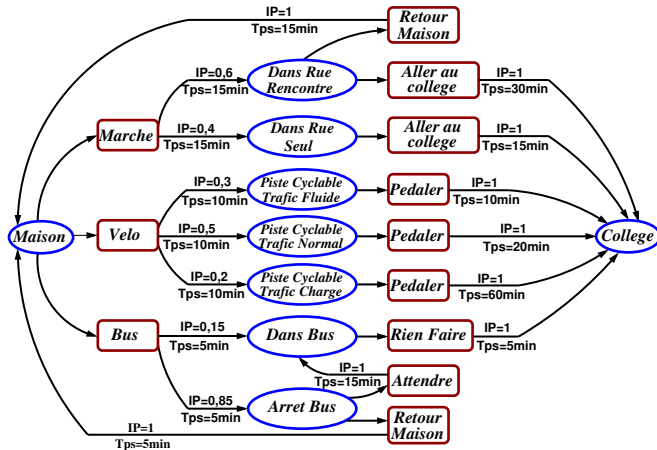 IP=1
Tps=15min
Retour
Maison
IP=0,6
Tps=15min
Dans Rue
Rencontre
Aller au
college
IP=1
Tps=30min
Marche
IP=0,4
Tps=15min
Dans Rue
Seul
Aller au
college
IP=1
Tps=15min
IP=0,3
Tps=10min
Piste Cyclable
Trafic Fluide
Pedaler
IP=1
Tps=10min
Maison
Velo
IP=0,5
Tps=10min
Piste Cyclable
Trafic Normal
Pedaler
IP=1
Tps=20min
College
IP=0,2
Tps=10min
Piste Cyclable
Trafic Charge
Pedaler
IP=1
Tps=60min
Bus
IP=0,15
Tps=5min
Dans Bus
Rien Faire
IP=1
Tps=5min
IP=1
Tps=15min
Attendre
IP=0,85
Tps=5min
Arret Bus
Retour
Maison
IP=1
Tps=5min